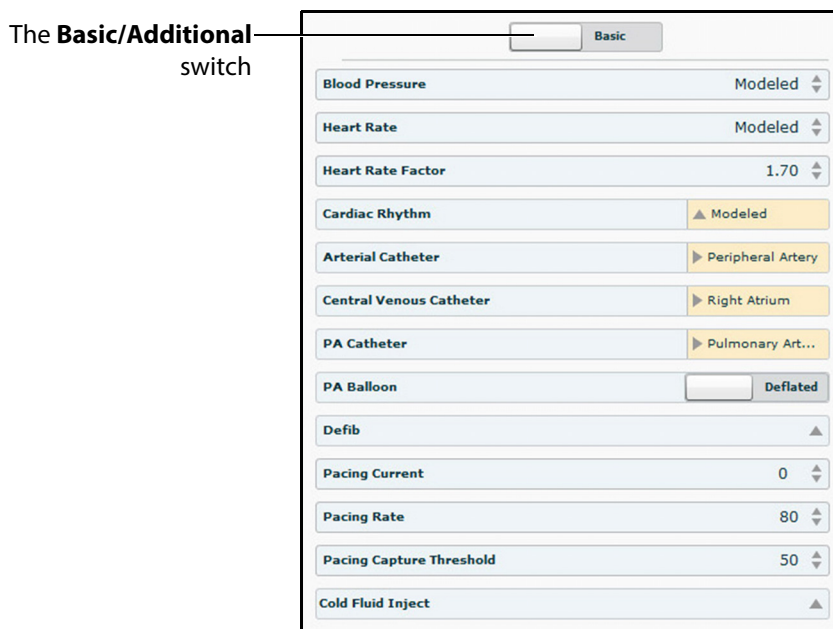 The Basic/Additional
switch
Basic
Blood Pressure Modeled
Heart Rate Modeled
Heart Rate Factor 1.70
Cardiac Rhythm Modeled
Arterial Catheter Peripheral Artery
Central Venous Catheter Right Atrium
PA Catheter Pulmonary Art...
PA Balloon Deflated
Defib
Pacing Current 0
Pacing Rate 80
Pacing Capture Threshold 50
Cold Fluid Inject